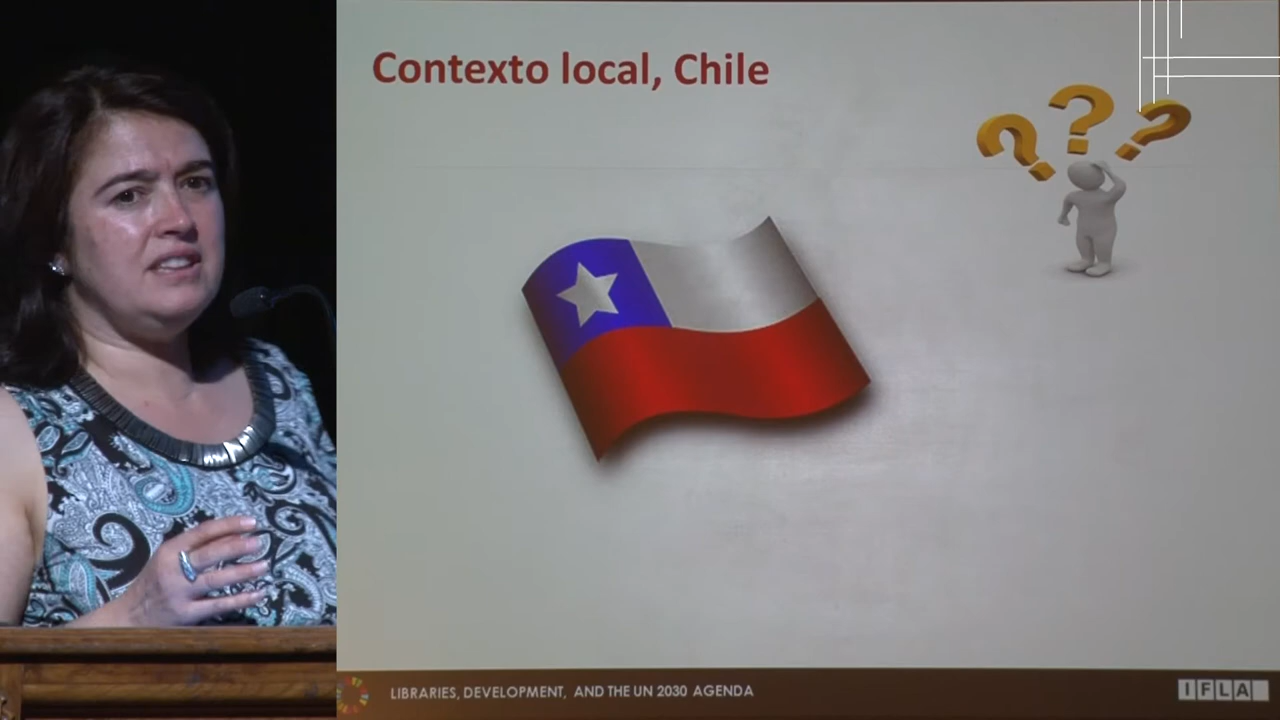 Contexto local, Chile
???
LIBRARIES, DEVELOPMENT, AND THE UN 2030 AGENDA
IFLA